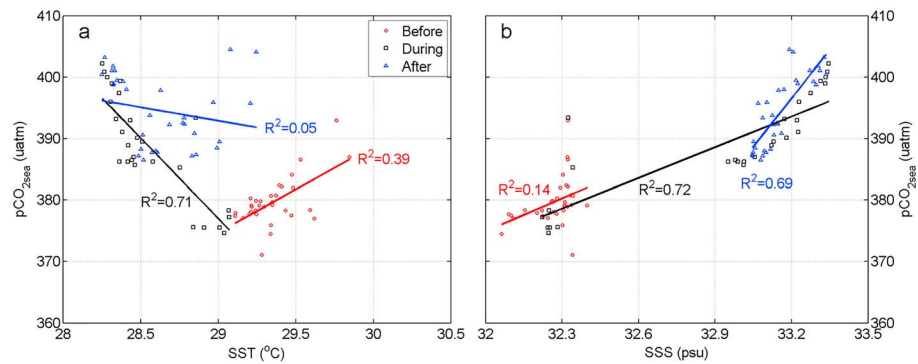 a
Before
During
After
R²=0.05
R²=0.39
R²=0.71
pCO₂sea (uatm)
410
400
390
380
370
360
28
28.5
29
29.5
30
30.5
SST (°C)
b
R²=0.14
R²=0.72
R²=0.69
410
400
390
380
370
360
pCO₂sea (uatm)
32
32.3
32.6
32.9
33.2
33.5
SSS (psu)